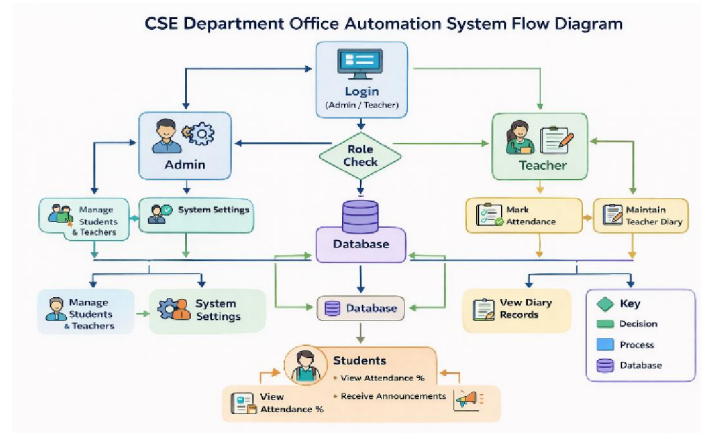 CSE Department Office Automation System Flow Diagram
Login
(Admin / Teacher)
Admin
Role
Check
Teacher
Manage
Students
& Teachers
System Settings
Database
Mark
Attendance
Maintain
Teacher Diary
Manage
Students
& Teachers
System
Settings
Database
Vew Diary
Records
Key
Decision
Process
Database
Students
• View Attendance %
• Receive Announcements
View
Attendance %